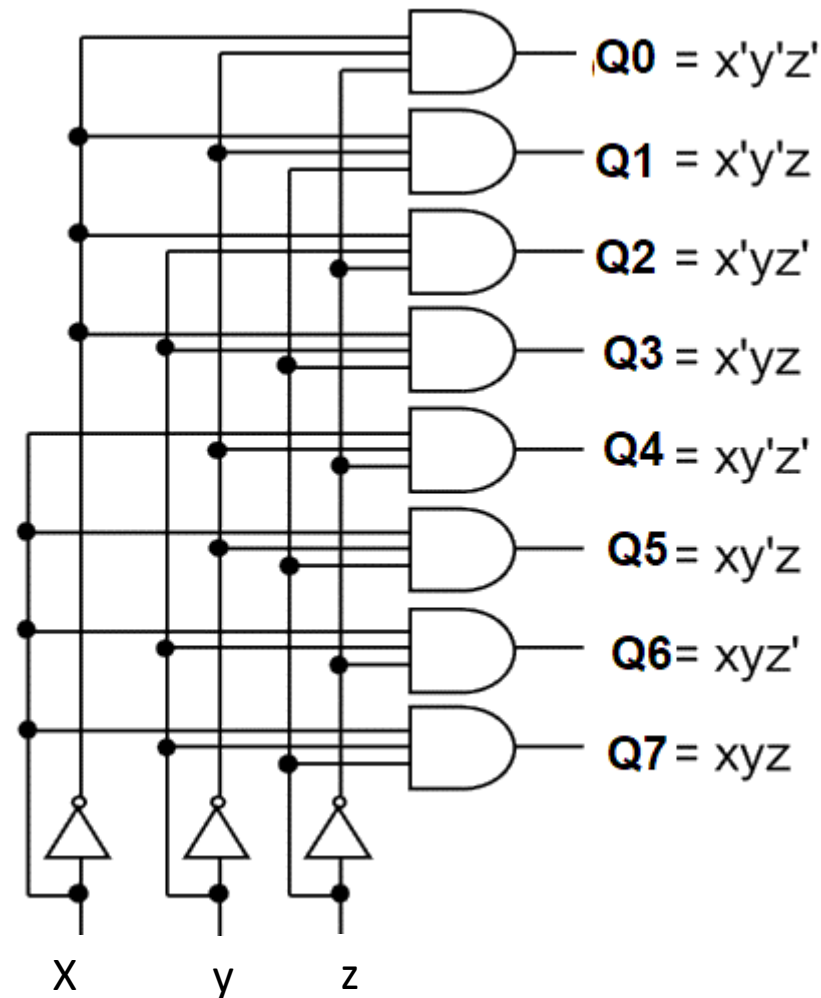 Q0 = x'y'z'
Q1 = x'y'z
Q2 = x'yz'
Q3 = x'yz
Q4 = xy'z'
Q5 = xy'z
Q6= xyz'
Q7 = xyz
X y z